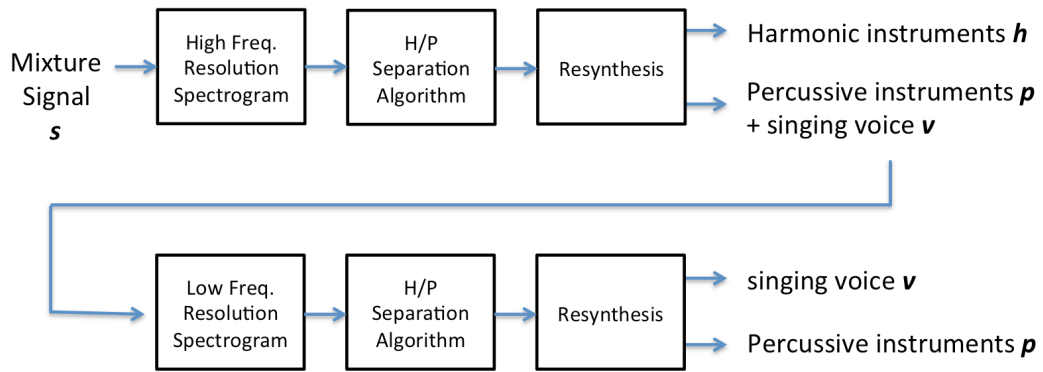 Mixture
Signal
s
High Freq.
Resolution
Spectrogram
H/P
Separation
Algorithm
Resynthesis
Harmonic instruments h
Percussive instruments p
+ singing voice v
Low Freq.
Resolution
Spectrogram
H/P
Separation
Algorithm
Resynthesis
singing voice v
Percussive instruments p